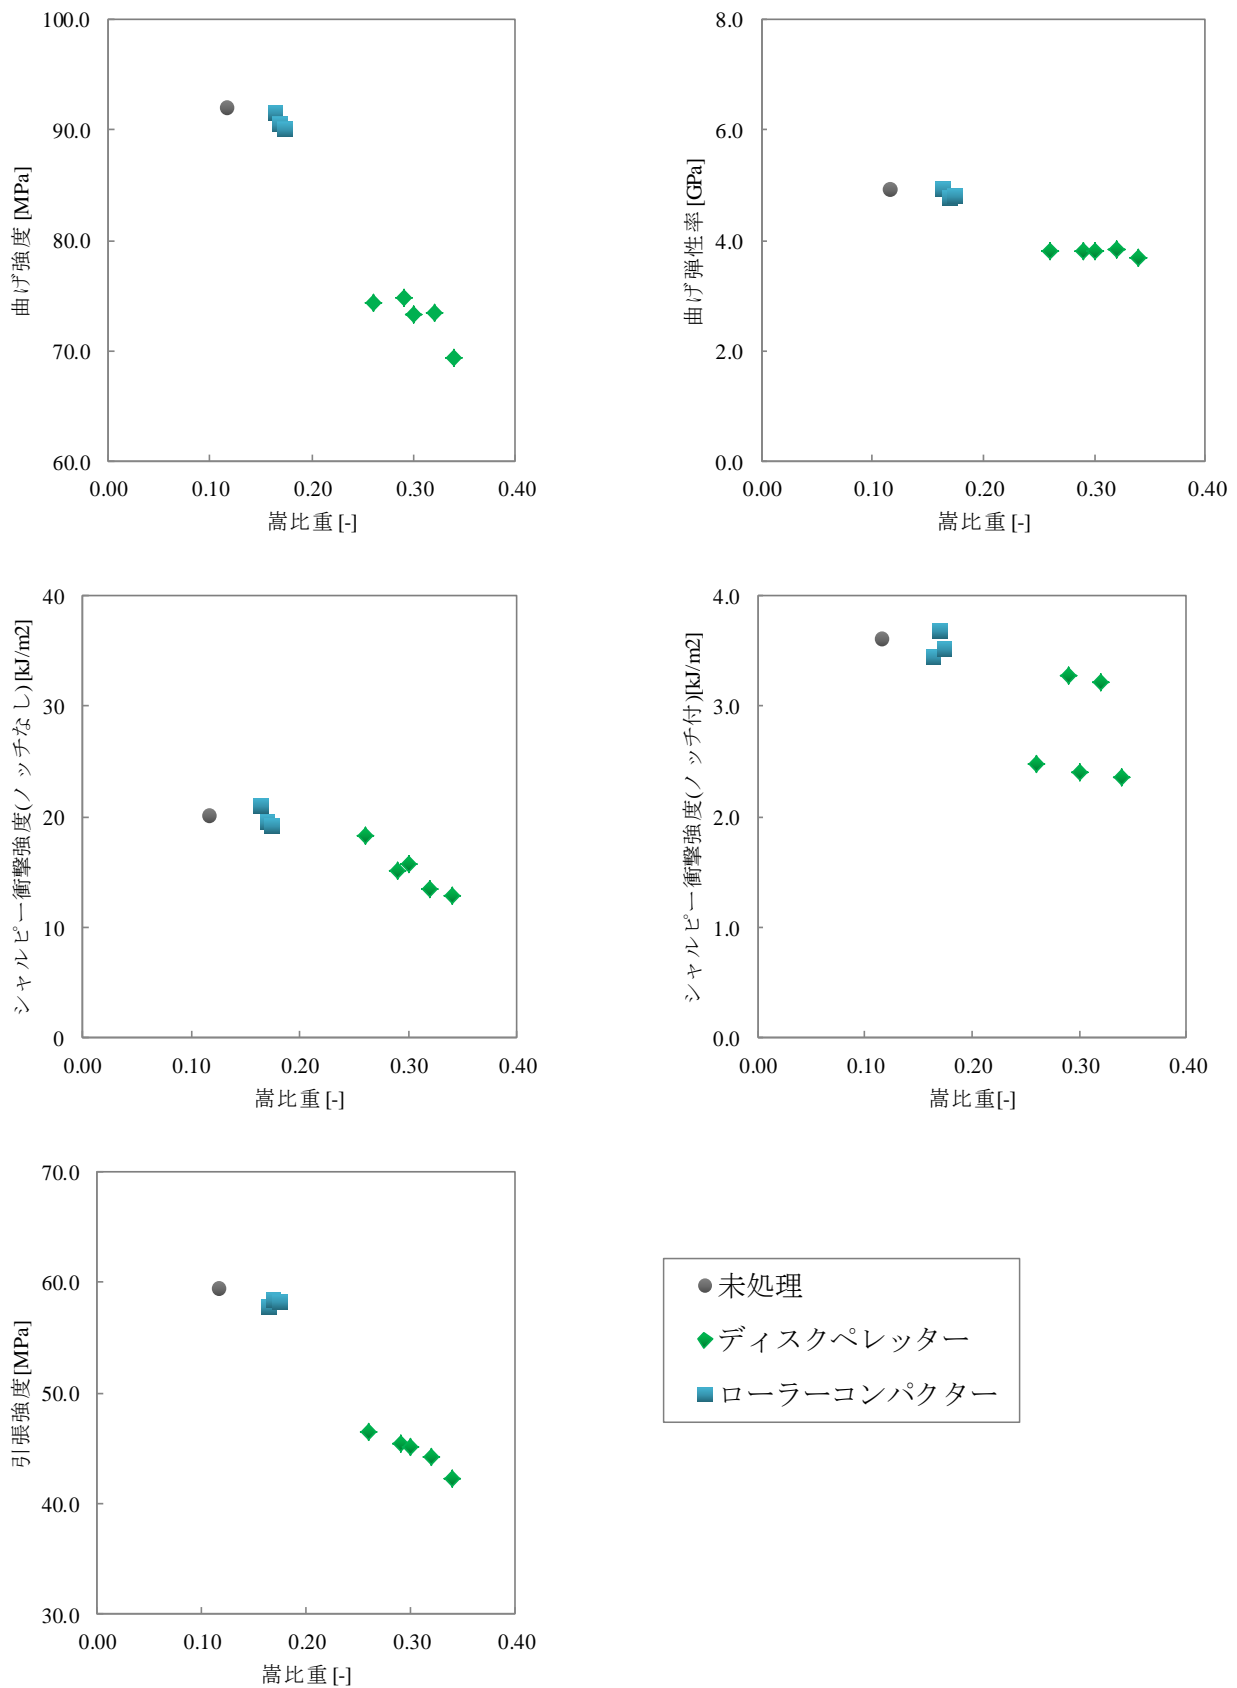 100.0
90.0
80.0
70.0
60.0
0.00 0.10 0.20 0.30 0.40
嵩比重 [-]
曲げ強度 [MPa]
8.0
6.0
4.0
2.0
0.0
0.00 0.10 0.20 0.30 0.40
嵩比重 [-]
曲げ弾性率 [GPa]
40
30
20
10
0
0.00 0.10 0.20 0.30 0.40
嵩比重 [-]
シャルピー衝撃強度(ノッチなし) [kJ/m2]
4.0
3.0
2.0
1.0
0.0
0.00 0.10 0.20 0.30 0.40
嵩比重[-]
シャルピー衝撃強度(ノッチ付)[kJ/m2]
70.0
60.0
50.0
40.0
30.0
0.00 0.10 0.20 0.30 0.40
嵩比重 [-]
引張強度 [MPa]
未処理
ディスクペレッター
ローラーコンパクター